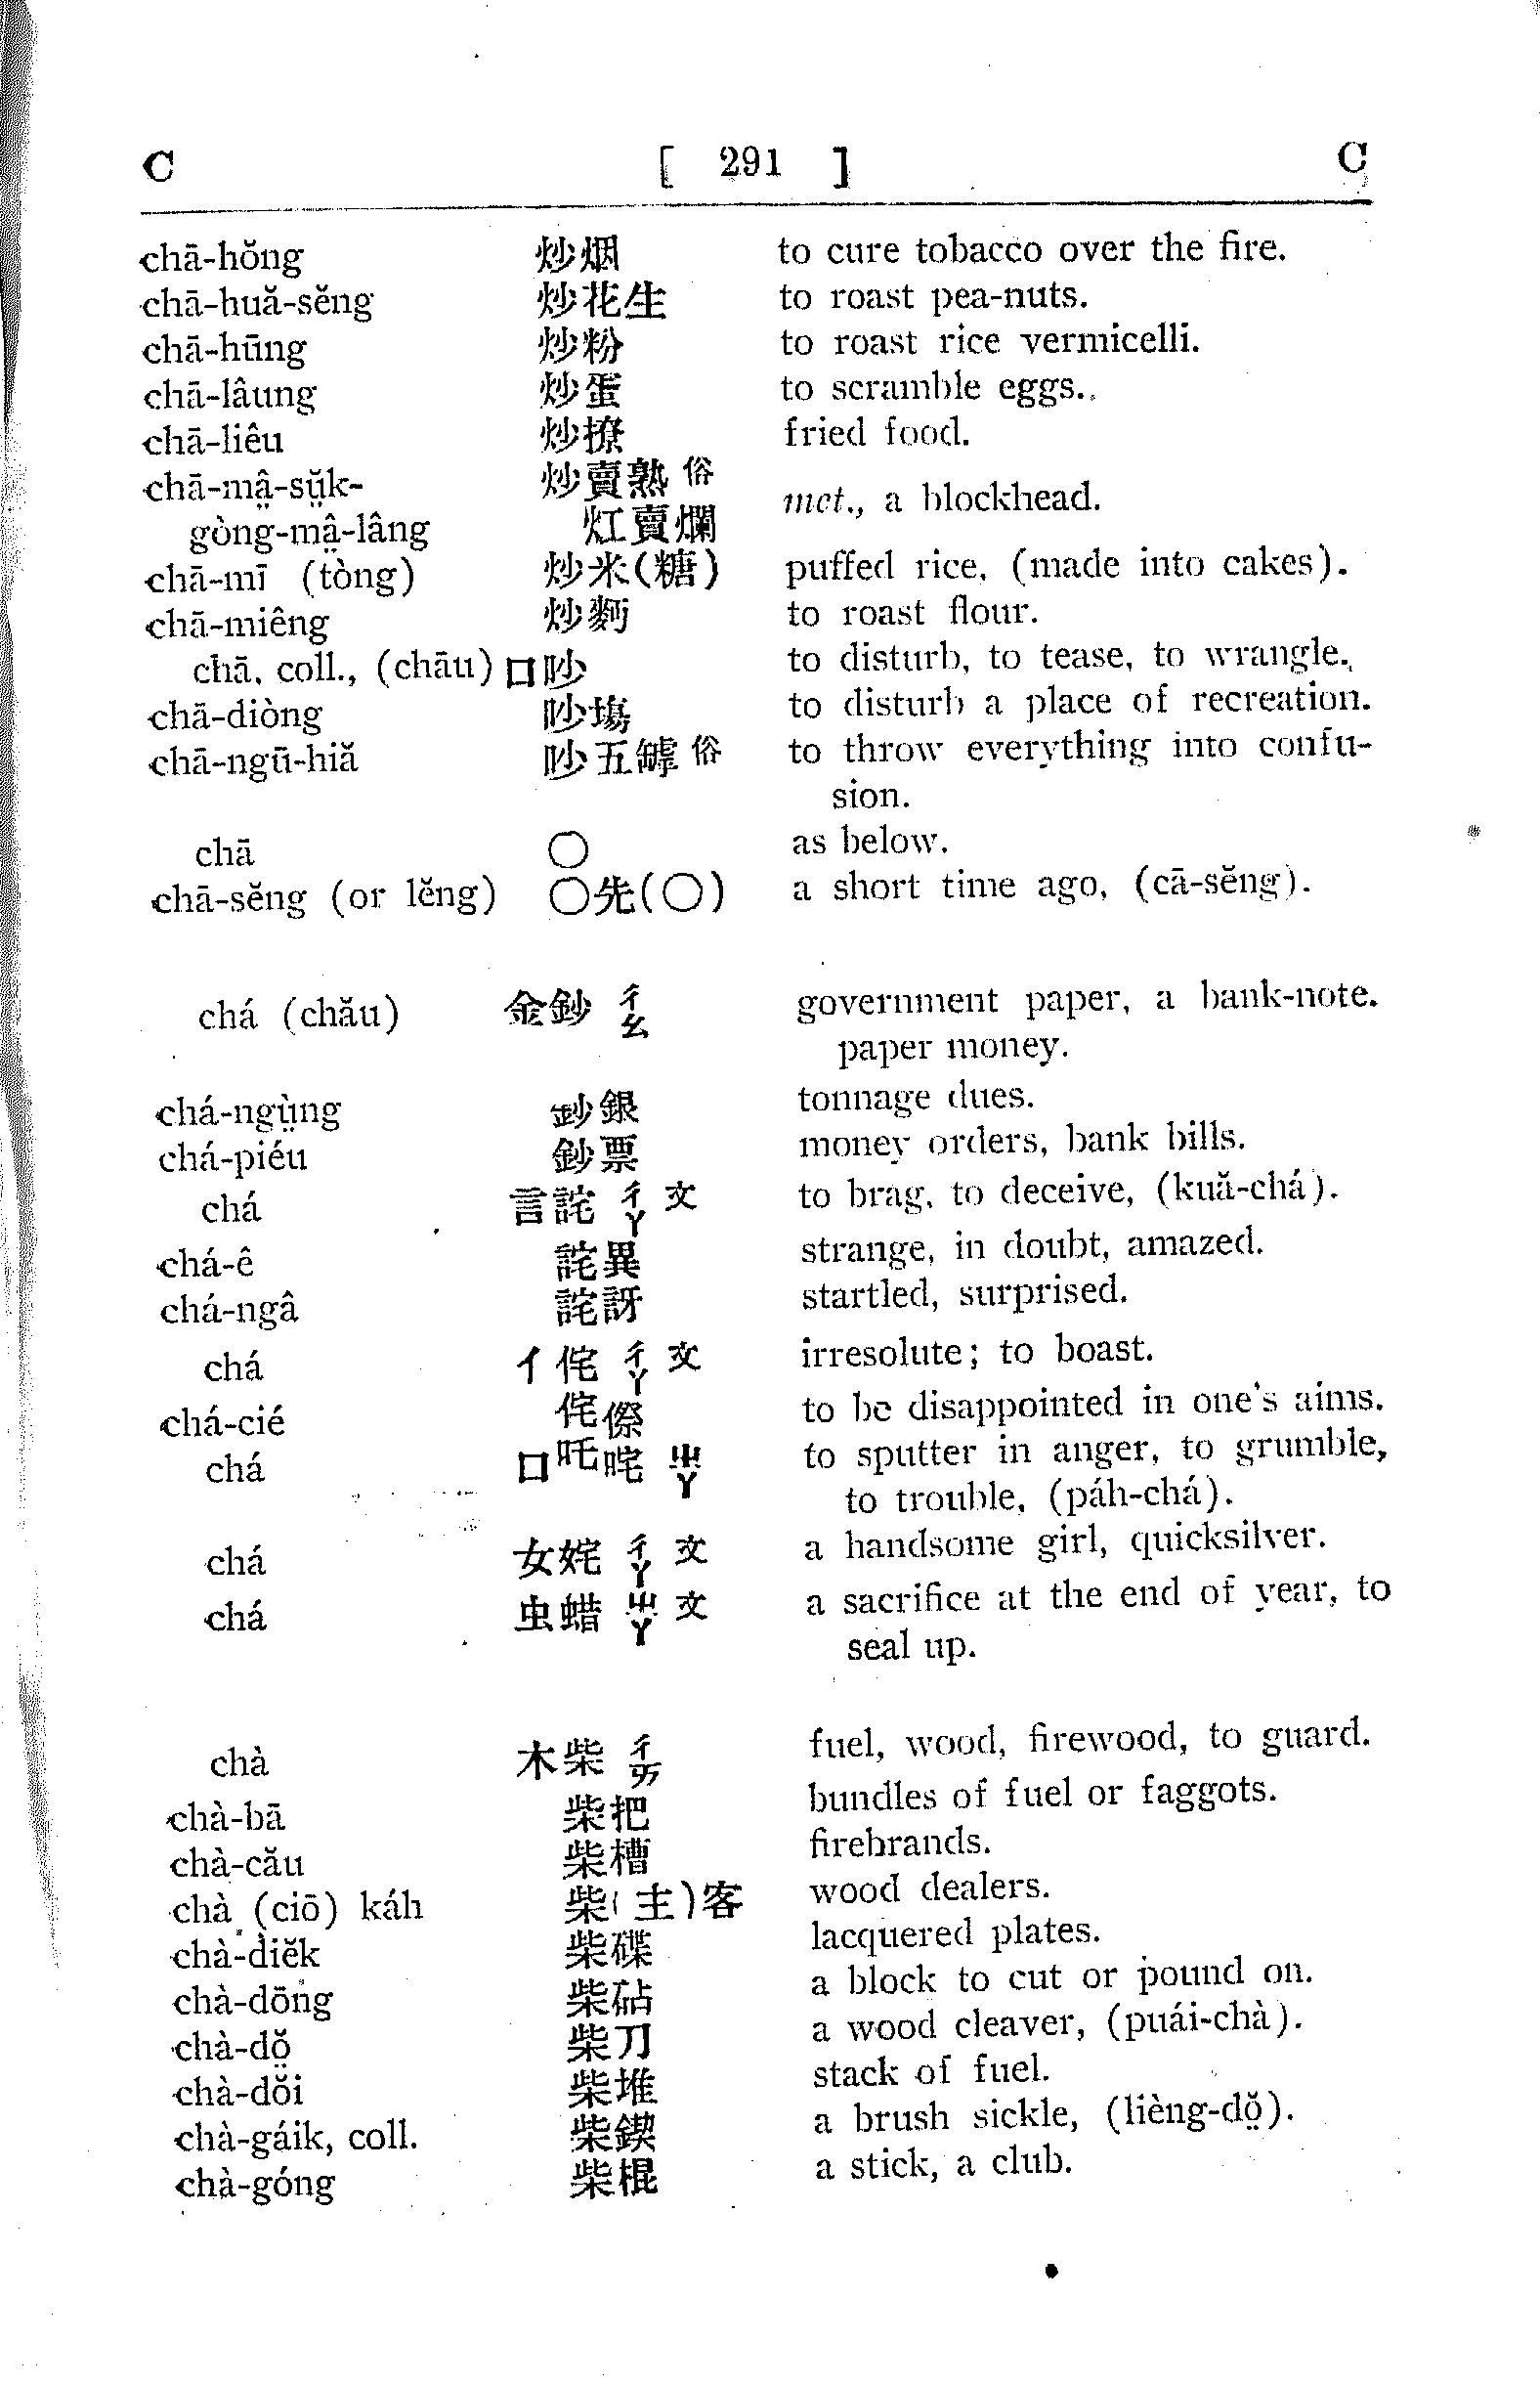 C [ 291 ] C
chā-hŏng 炒烟 to cure tobacco over the fire.
chā-huă-sĕng 炒花生 to roast pea-nuts.
chā-hūng 炒粉 to roast rice vermicelli.
chā-lâung 炒蛋 to scramble eggs.
chā-liêu 炒撩 fried food.
chā-mâ̤-sṳ̆k- 炒賣熟 俗
gòng-mâ̤-lâng 灴賣爛 met., a blockhead.
chā-mī (tòng) 炒米(糖) puffed rice, (made into cakes).
chā-miêng 炒麪 to roast flour.
chā, coll., (chāu) 口吵 to disturb, to tease, to wrangle.
chā-diòng 吵塲 to disturb a place of recreation.
chā-ngū-hiă 吵五罅 俗 to throw everything into confu-
sion.
chā ○ as below.
chā-sĕng (or lĕng) ○先(○) a short time ago, (cā-sĕng).
chá (chău) 金鈔 ㄔㄠ government paper, a bank-note.
paper money.
chá-ngṳ̀ng 鈔銀 tonnage dues.
chá-piéu 鈔票 money orders, bank bills.
chá 言詫 ㄔㄚ 文 to brag, to deceive, (kuă-chá).
chá-ê 詫異 strange, in doubt, amazed.
chá-ngâ 詫訝 startled, surprised.
chá 亻侘 ㄔㄚ 文 irresolute; to boast.
chá-cié 侘傺 to be disappointed in one's aims.
chá 口吒咤 ㄓㄚ to sputter in anger, to grumble,
to trouble, (páh-chá).
chá 女姹 ㄔㄚ 文 a handsome girl, quicksilver.
chá 虫蜡 ㄓㄚ 文 a sacrifice at the end of year, to
seal up.
chà 木柴 ㄔㄞ fuel, wood, firewood, to guard.
chà-bā 柴把 bundles of fuel or faggots.
chà-cău 柴槽 firebrands.
chà (ciō) káh 柴(主)客 wood dealers.
chà-diĕk 柴碟 lacquered plates.
chà-dōng 柴砧 a block to cut or pound on.
chà-dŏ̤ 柴刀 a wood cleaver, (puái-chà).
chà-dŏi 柴堆 stack of fuel.
chà-gáik, coll. 柴鍥 a brush sickle, (lièng-dŏ̤).
chà-góng 柴棍 a stick, a club.